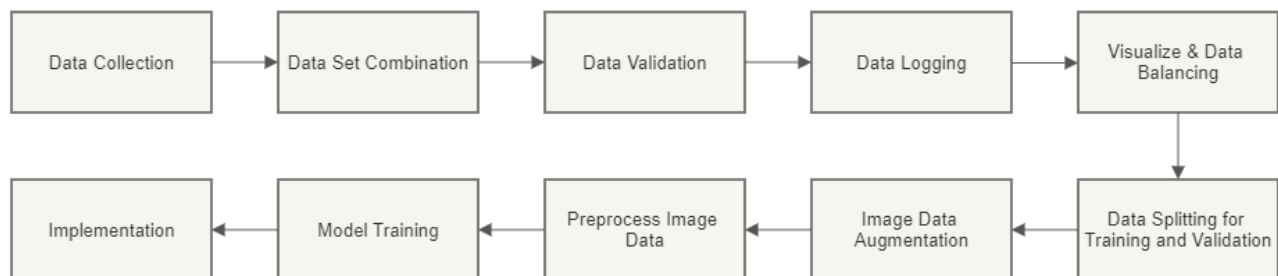 Data Collection
Data Set Combination
Data Validation
Data Logging
Visualize & Data
Balancing
Data Splitting for
Training and Validation
Image Data
Augmentation
Preprocess Image
Data
Model Training
Implementation